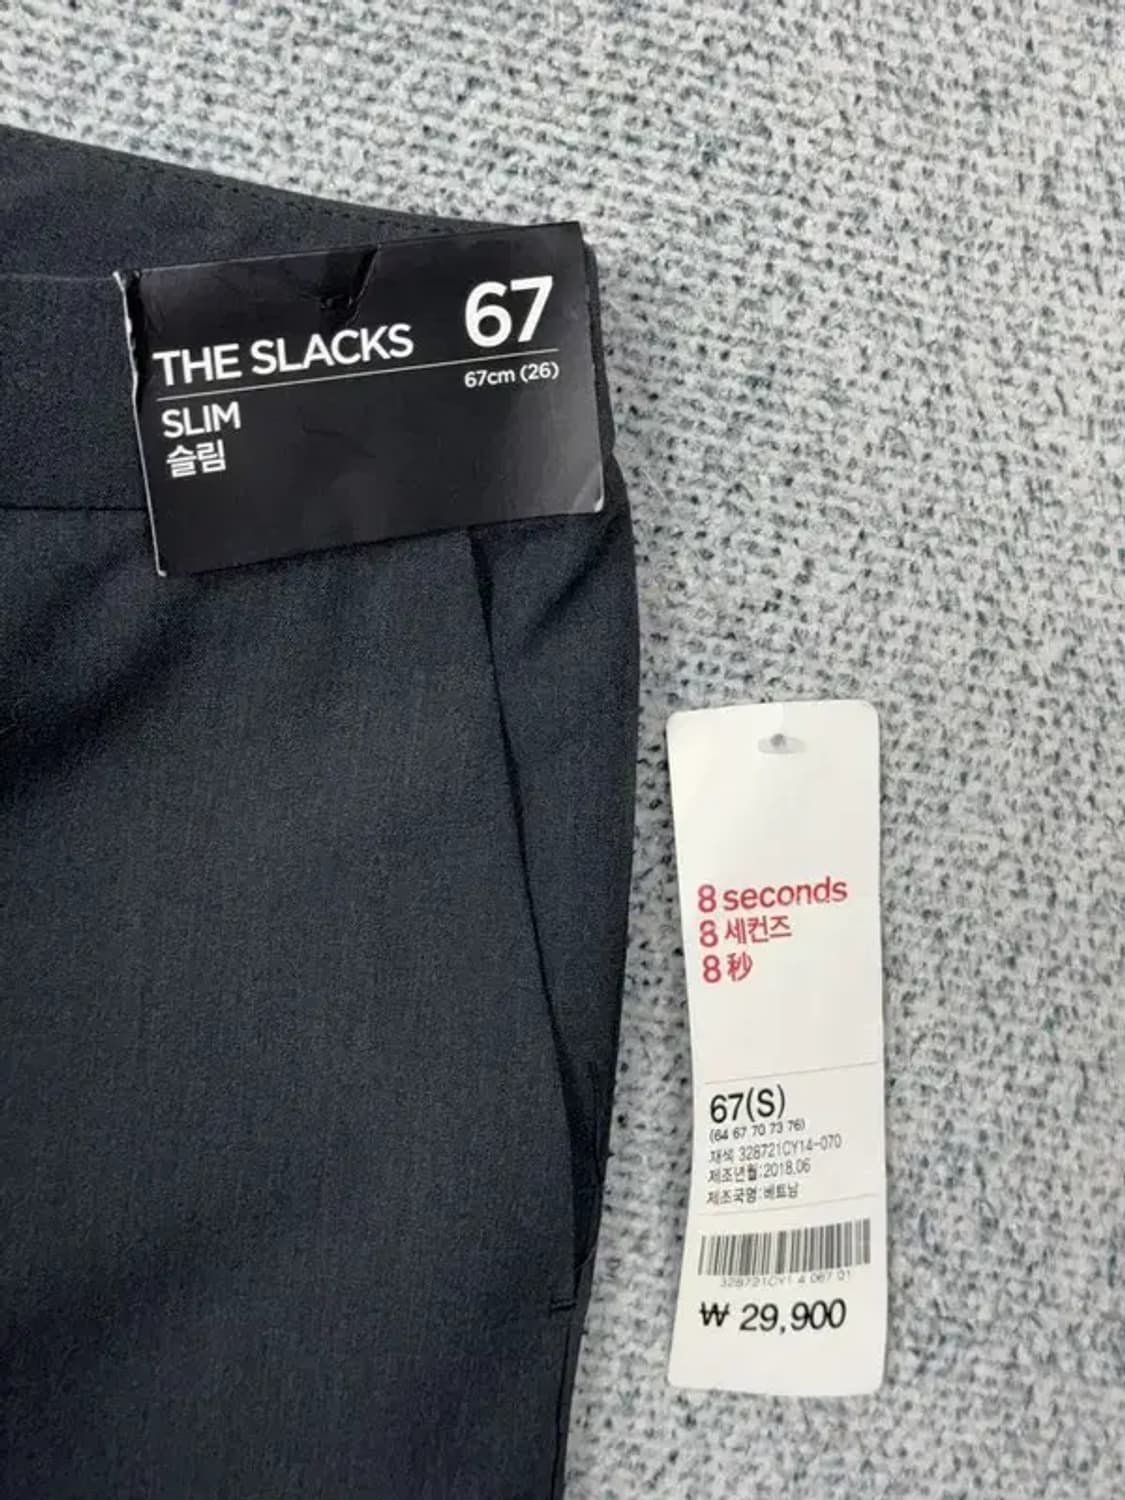 THE SLACKS 67
67cm (26)
SLIM
슬림
8 seconds
8 세컨즈
8 秒
67(S)
(64 67 70 73 76)
328721CY14-070
제조년월:2018.06
제조국명:베트남
328721CY1 4 067 01
₩ 29,900